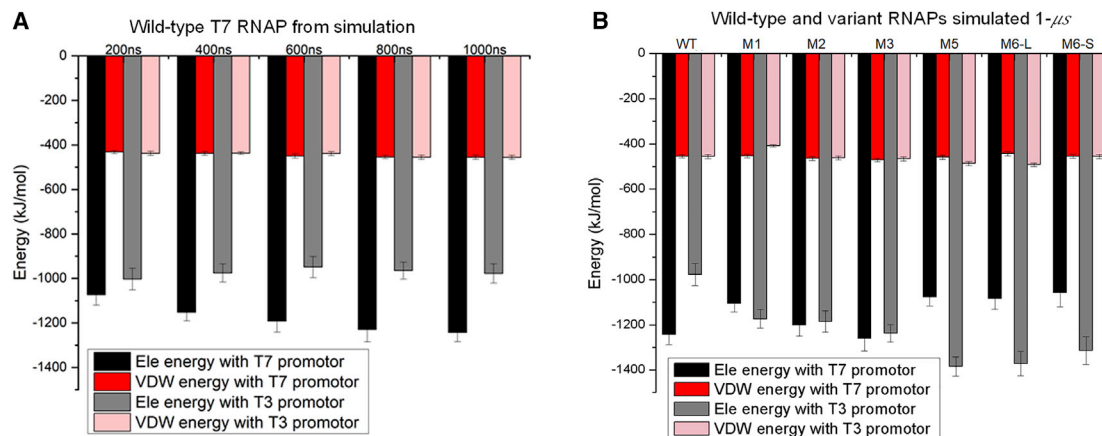 A
Wild-type T7 RNAP from simulation
200ns 400ns 600ns 800ns 1000ns
0
-200
-400
-600
-800
-1000
-1200
-1400
Energy (kJ/mol)
Ele energy with T7 promotor
VDW energy with T7 promotor
Ele energy with T3 promotor
VDW energy with T3 promotor
B
Wild-type and variant RNAPs simulated 1-μs
WT M1 M2 M3 M5 M6-L M6-S
0
-200
-400
-600
-800
-1000
-1200
-1400
Energy (kJ/mol)
Ele energy with T7 promotor
VDW energy with T7 promotor
Ele energy with T3 promotor
VDW energy with T3 promotor